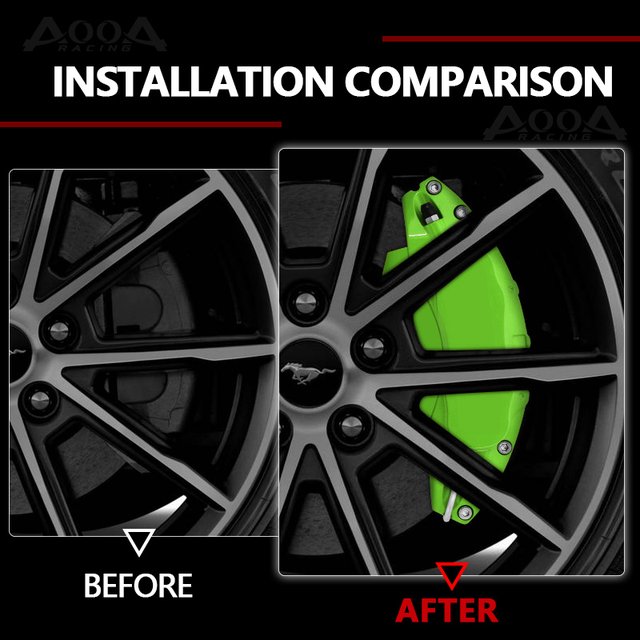 AOOA
RACING
INSTALLATION COMPARISON
AOOA
RACING
BEFORE
AFTER